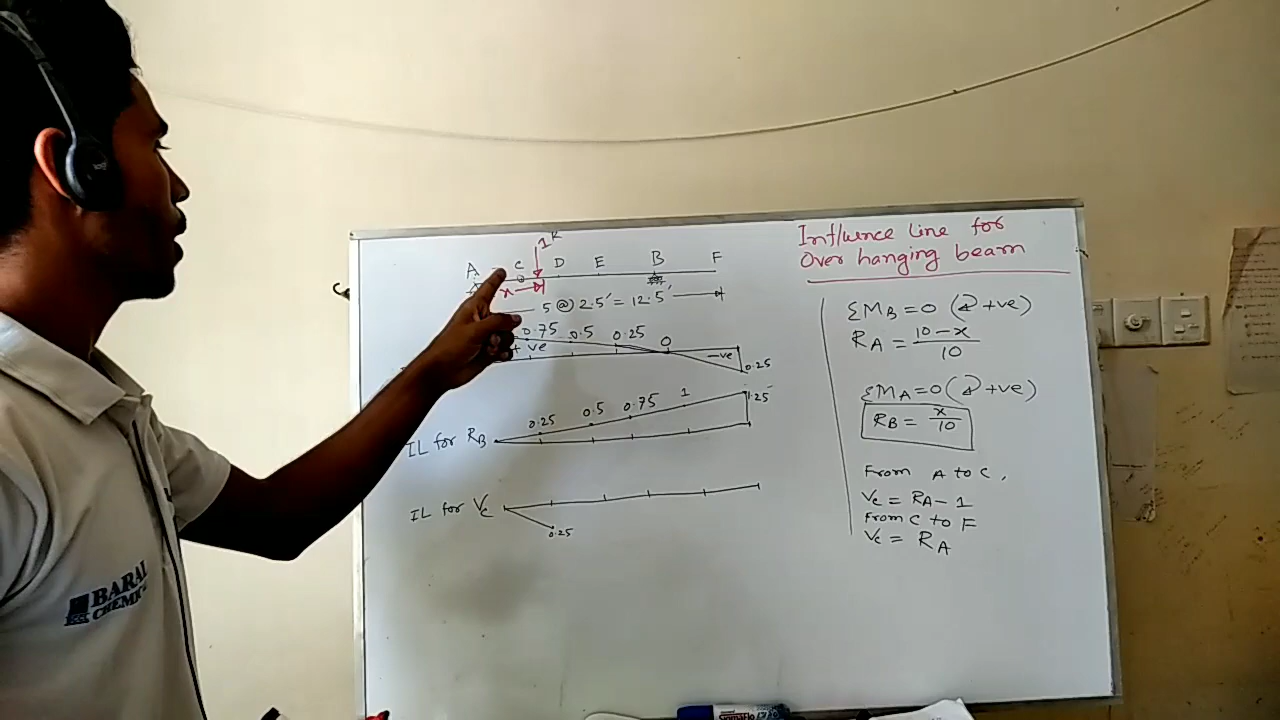 Influence line for
Over hanging beam
1K
A C D E B F
x
5 @ 2.5' = 12.5'
0.75 0.5 0.25 0
+ve -ve
0.25
IL for RB 0.25 0.5 0.75 1 1.25
IL for Vc
0.25
ΣMB = 0 (↻ +ve)
RA = 10-x/10
ΣMA = 0 (↻ +ve)
RB = x/10
From A to C,
Vc = RA - 1
From C to F
Vc = RA
BARAL